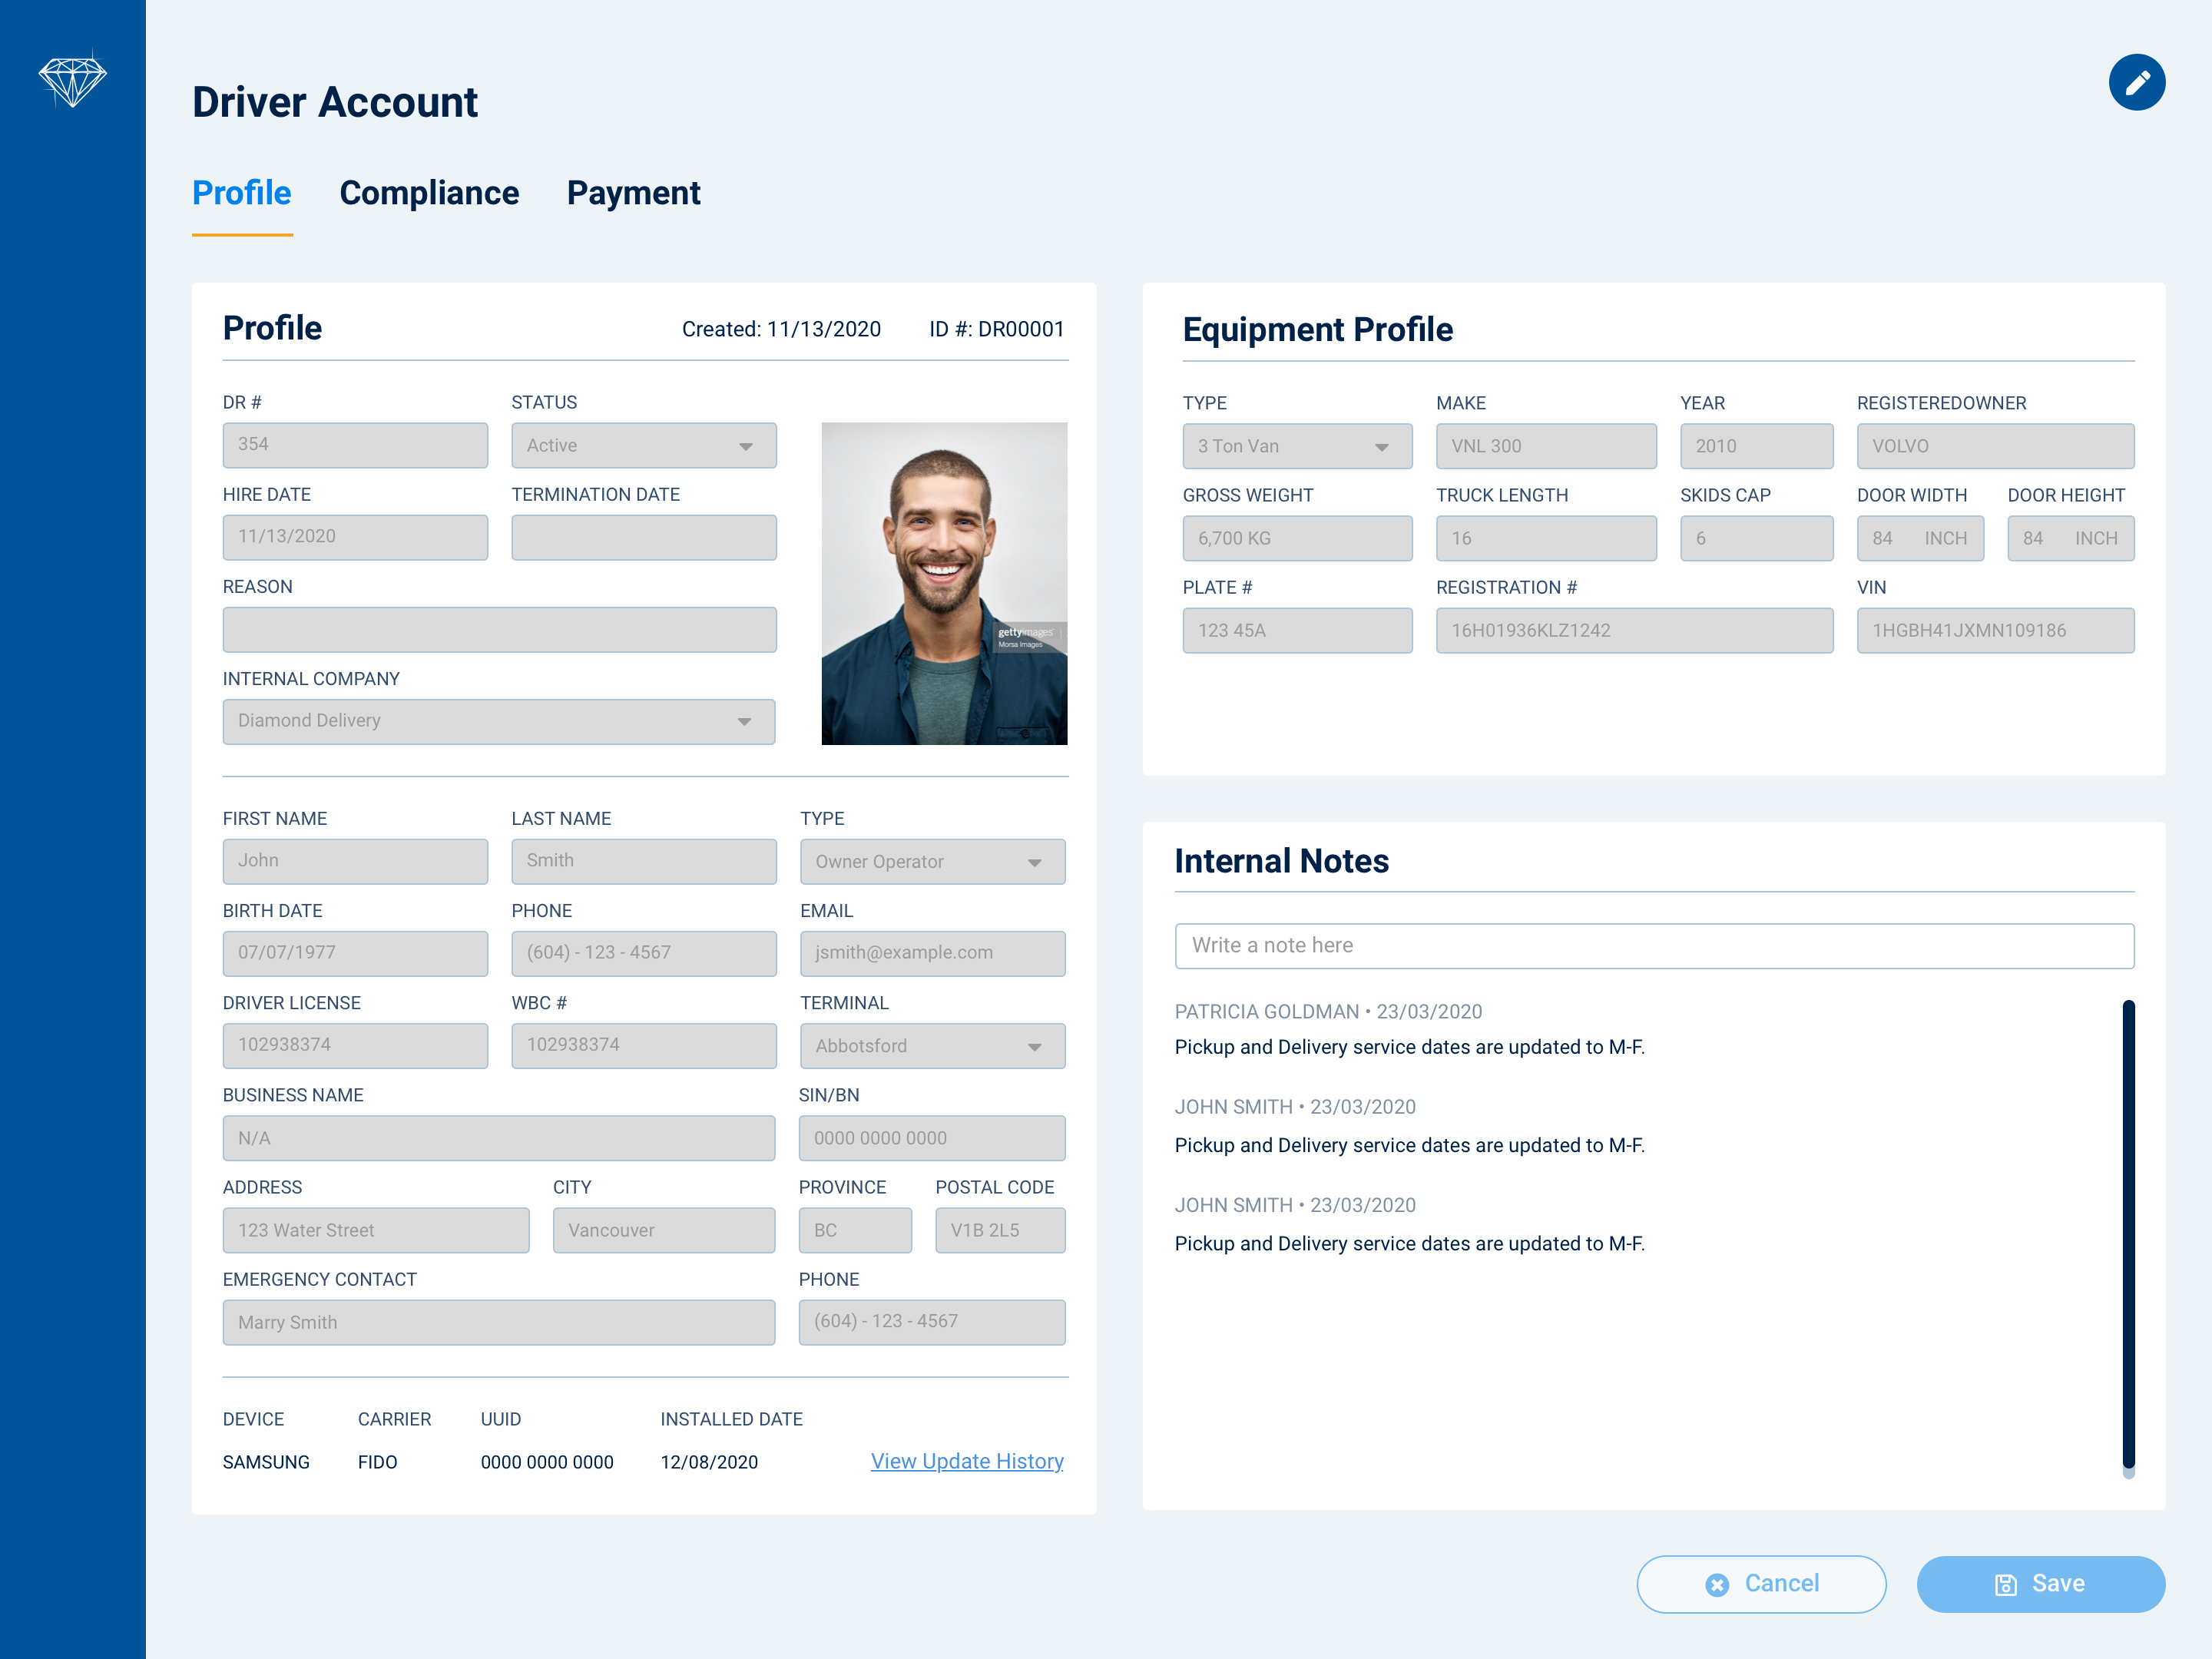 Driver Account
Profile Compliance Payment
Profile Created: 11/13/2020 ID #: DR00001
DR # STATUS
354 Active
HIRE DATE TERMINATION DATE
11/13/2020
REASON
INTERNAL COMPANY
Diamond Delivery
gettyimages
Morsa Images
FIRST NAME LAST NAME TYPE
John Smith Owner Operator
BIRTH DATE PHONE EMAIL
07/07/1977 (604) - 123 - 4567 jsmith@example.com
DRIVER LICENSE WBC # TERMINAL
102938374 102938374 Abbotsford
BUSINESS NAME SIN/BN
N/A 0000 0000 0000
ADDRESS CITY PROVINCE POSTAL CODE
123 Water Street Vancouver BC V1B 2L5
EMERGENCY CONTACT PHONE
Marry Smith (604) - 123 - 4567
DEVICE CARRIER UUID INSTALLED DATE
SAMSUNG FIDO 0000 0000 0000 12/08/2020 View Update History
Equipment Profile
TYPE MAKE YEAR REGISTEREDOWNER
3 Ton Van VNL 300 2010 VOLVO
GROSS WEIGHT TRUCK LENGTH SKIDS CAP DOOR WIDTH DOOR HEIGHT
6,700 KG 16 6 84 INCH 84 INCH
PLATE # REGISTRATION # VIN
123 45A 16H01936KLZ1242 1HGBH41JXMN109186
Internal Notes
Write a note here
PATRICIA GOLDMAN • 23/03/2020
Pickup and Delivery service dates are updated to M-F.
JOHN SMITH • 23/03/2020
Pickup and Delivery service dates are updated to M-F.
JOHN SMITH • 23/03/2020
Pickup and Delivery service dates are updated to M-F.
Cancel Save